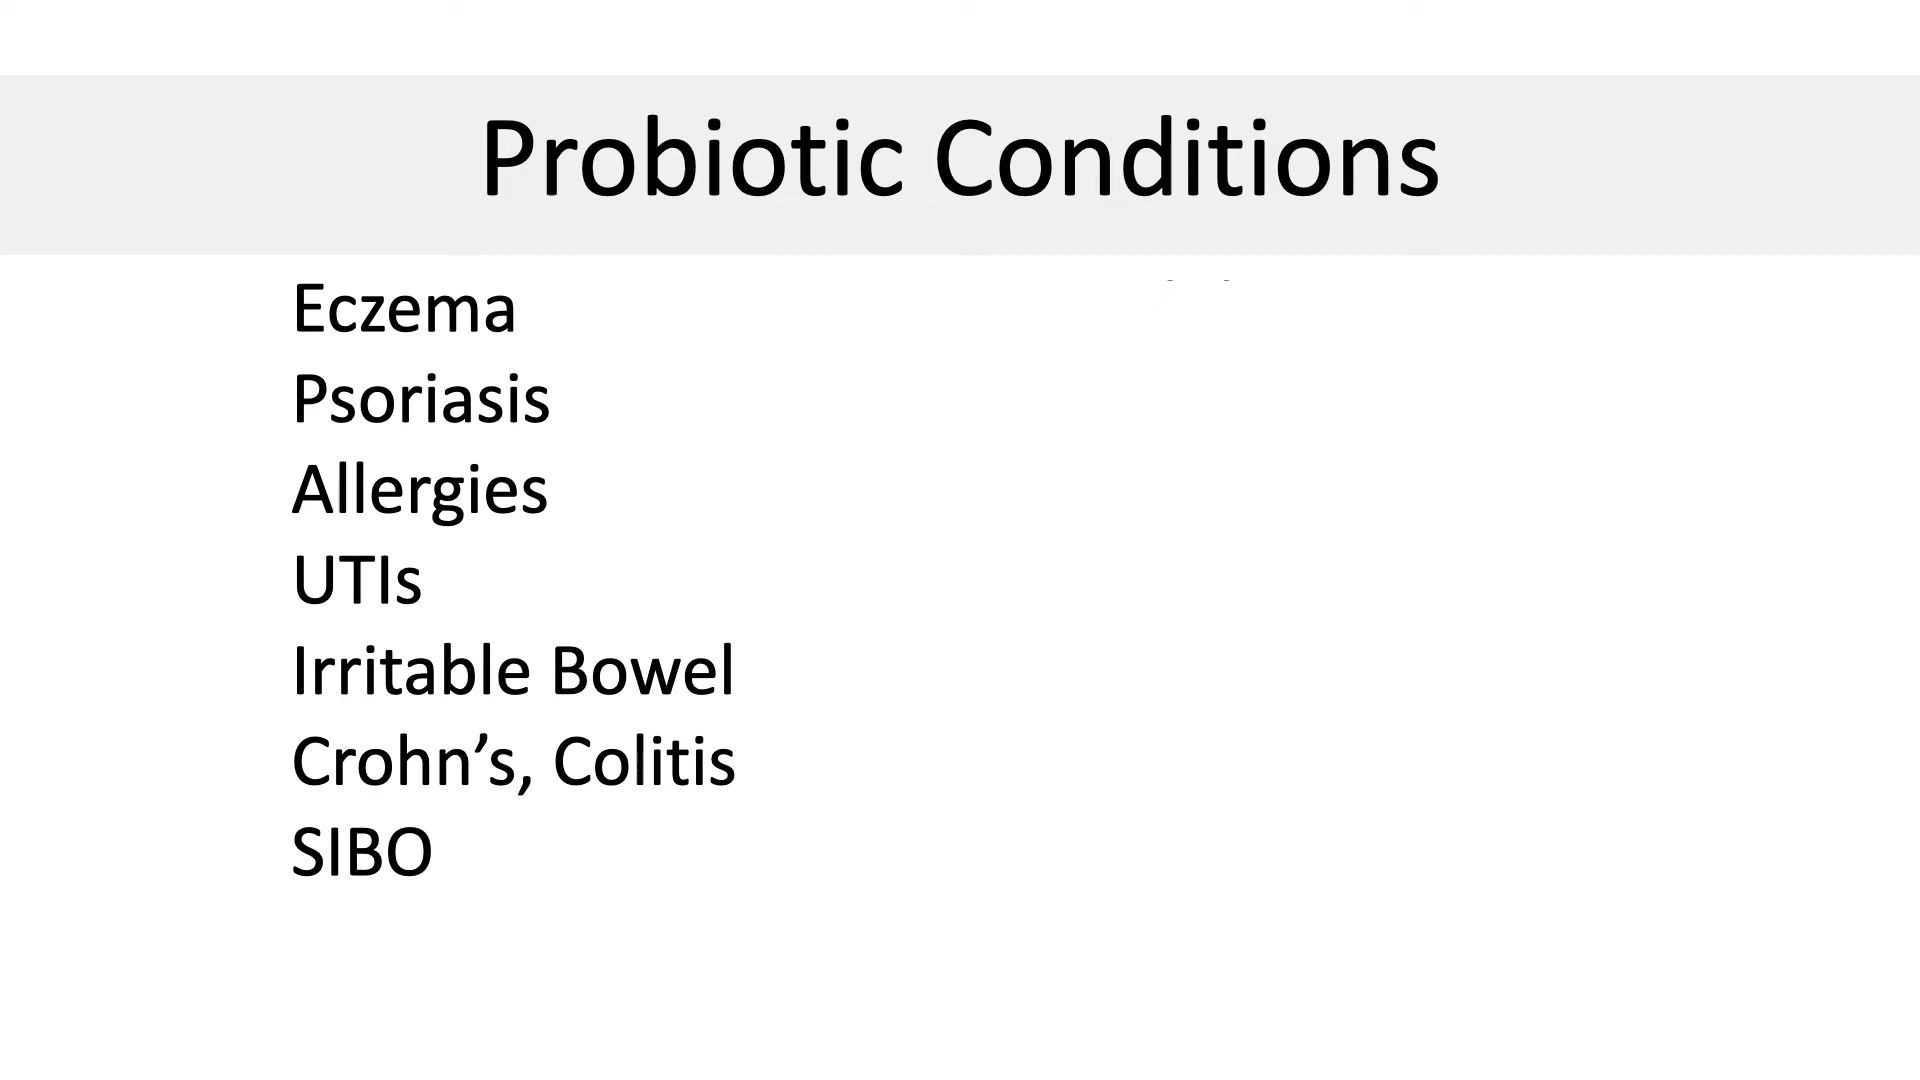 Probiotic Conditions
Eczema
Psoriasis
Allergies
UTIs
Irritable Bowel
Crohn’s, Colitis
SIBO